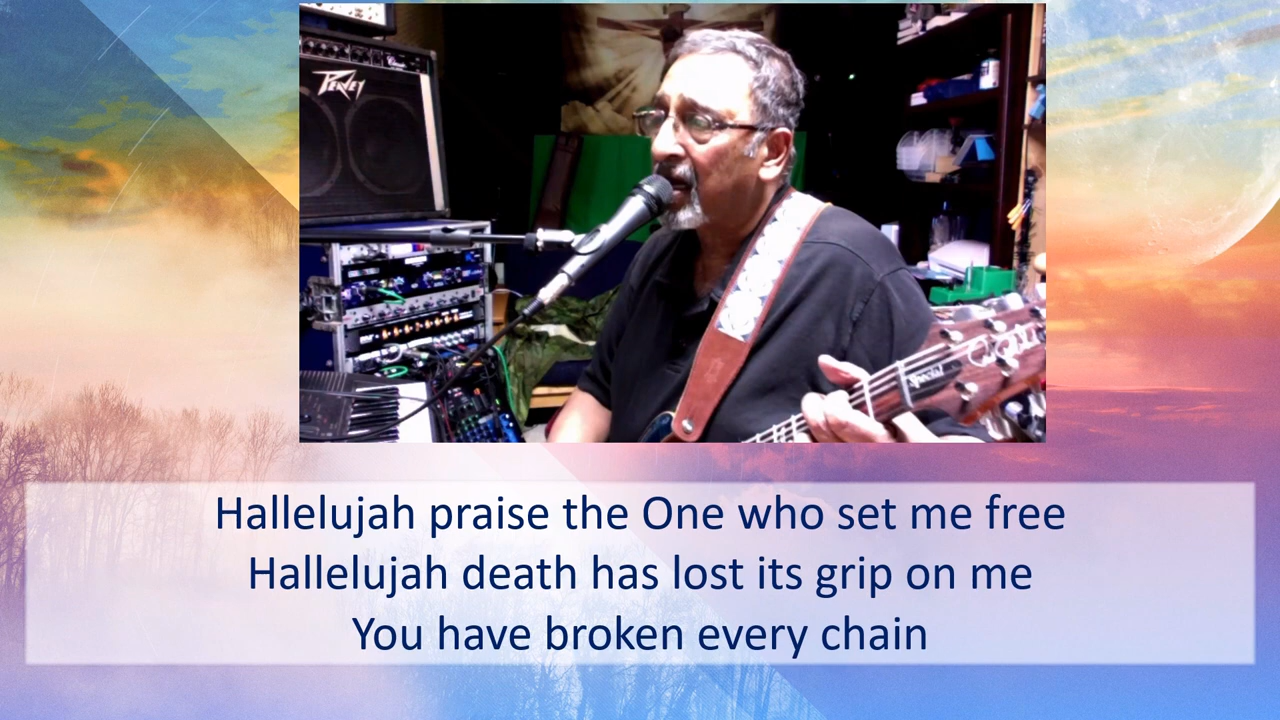 PEAVEY
Special
Hallelujah praise the One who set me free
Hallelujah death has lost its grip on me
You have broken every chain